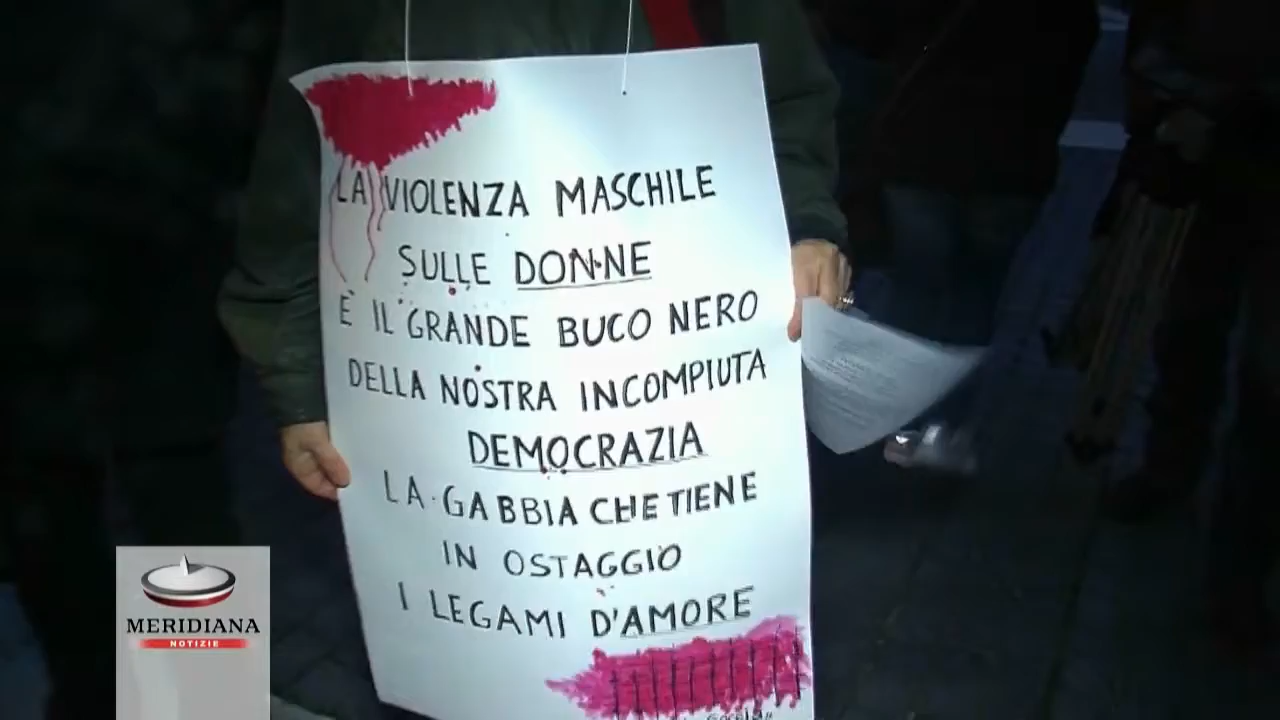 LA VIOLENZA MASCHILE
SULLE DONNE
È IL GRANDE BUCO NERO
DELLA NOSTRA INCOMPIUTA
DEMOCRAZIA
LA GABBIA CHE TIENE
IN OSTAGGIO
I LEGAMI D'AMORE
MERIDIANA
NOTIZIE